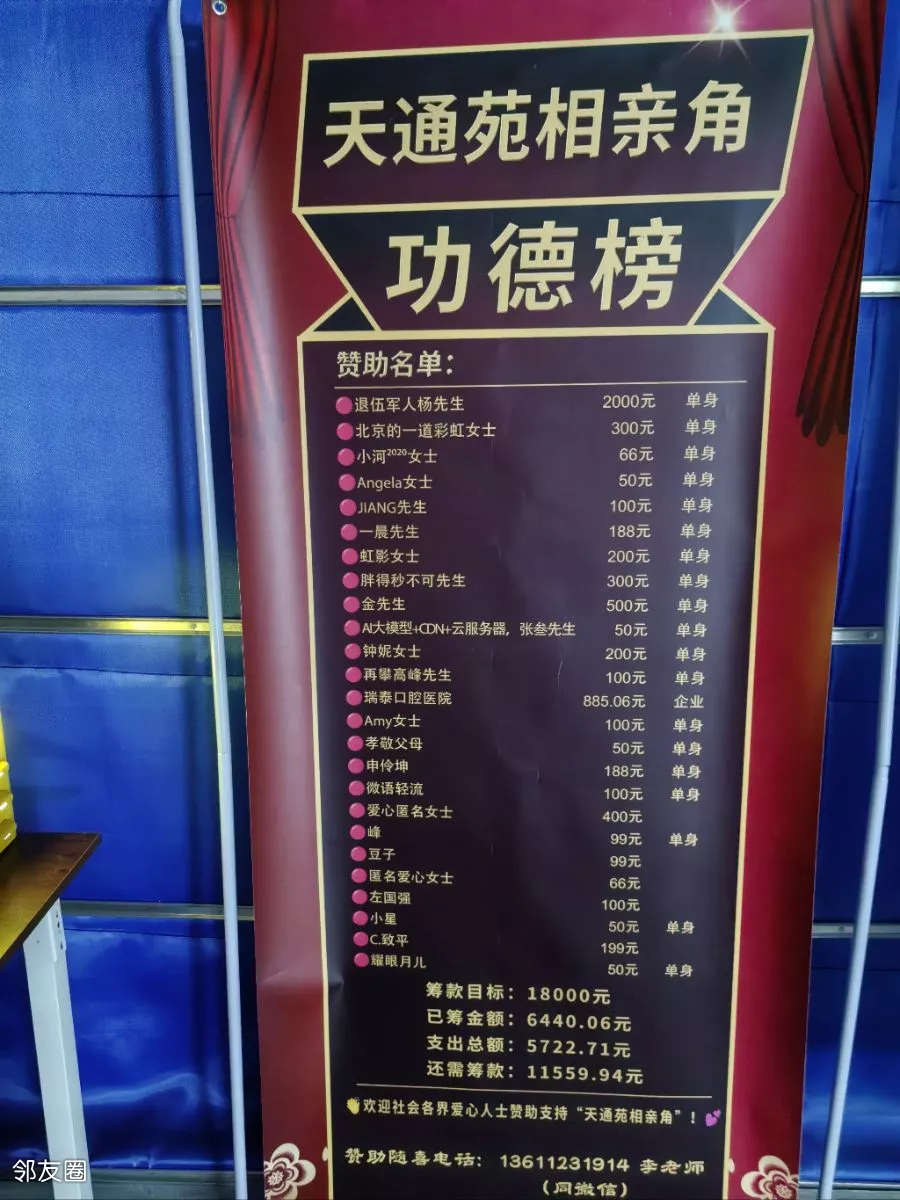 天通苑相亲角
功德榜
赞助名单：
退伍军人杨先生 2000元 单身
北京的一道彩虹女士 300元 单身
小河²⁰²⁰女士 66元 单身
Angela女士 50元 单身
JIANG先生 100元 单身
一晨先生 188元 单身
虹影女士 200元 单身
胖得秒不可先生 300元 单身
金先生 500元 单身
AI大模型+CDN+云服务器，张叁先生 50元 单身
钟妮女士 200元 单身
再攀高峰先生 100元 单身
瑞泰口腔医院 885.06元 企业
Amy女士 100元 单身
孝敬父母 50元 单身
申伶坤 188元 单身
微语轻流 100元 单身
爱心匿名女士 400元
峰 99元 单身
豆子 99元
匿名爱心女士 66元
左国强 100元
小星 50元 单身
C.致平 199元
耀眼月儿 50元 单身
筹款目标：18000元
已筹金额：6440.06元
支出总额：5722.71元
还需筹款：11559.94元
👏欢迎社会各界爱心人士赞助支持“天通苑相亲角”！💕
赞助随喜电话：13611231914 李老师
（同微信）
邻友圈